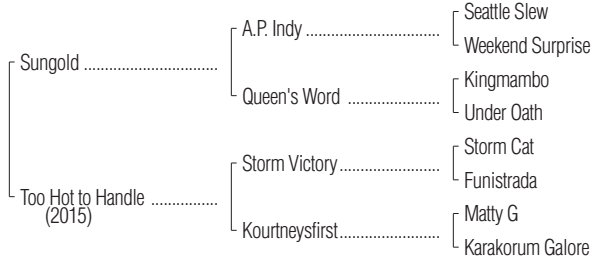 Seattle Slew
A.P. Indy ................................
Weekend Surprise
Sungold ................................
Kingmambo
Queen's Word ......................
Under Oath
Storm Cat
Storm Victory........................
Funistrada
Too Hot to Handle ................
(2015)
Matty G
Kourtneysfirst........................
Karakorum Galore